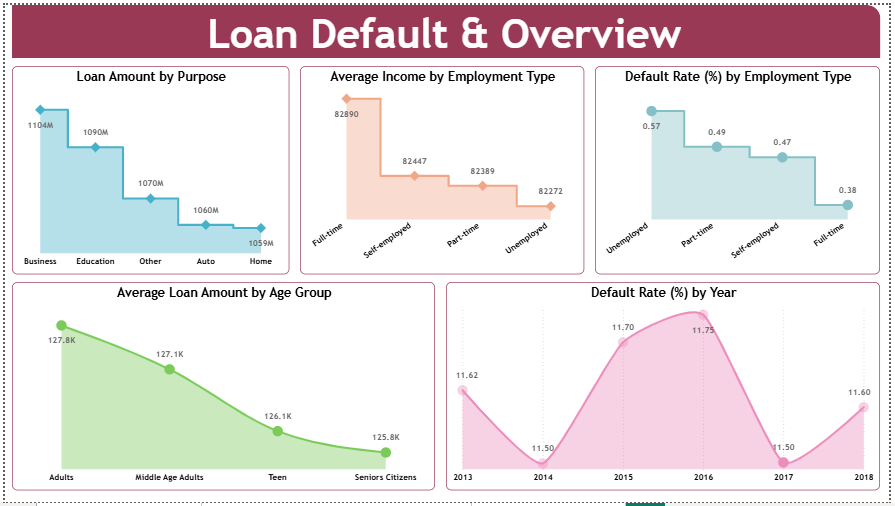 Loan Default & Overview
Loan Amount by Purpose
1104M
1090M
1070M
1060M
1059M
Business Education Other Auto Home
Average Income by Employment Type
82890
82447
82389
82272
Full-time Self-employed Part-time Unemployed
Default Rate (%) by Employment Type
0.57
0.49
0.47
0.38
Unemployed Part-time Self-employed Full-time
Average Loan Amount by Age Group
127.8K
127.1K
126.1K
125.8K
Adults Middle Age Adults Teen Seniors Citizens
Default Rate (%) by Year
11.62
11.50
11.70
11.75
11.50
11.60
2013 2014 2015 2016 2017 2018